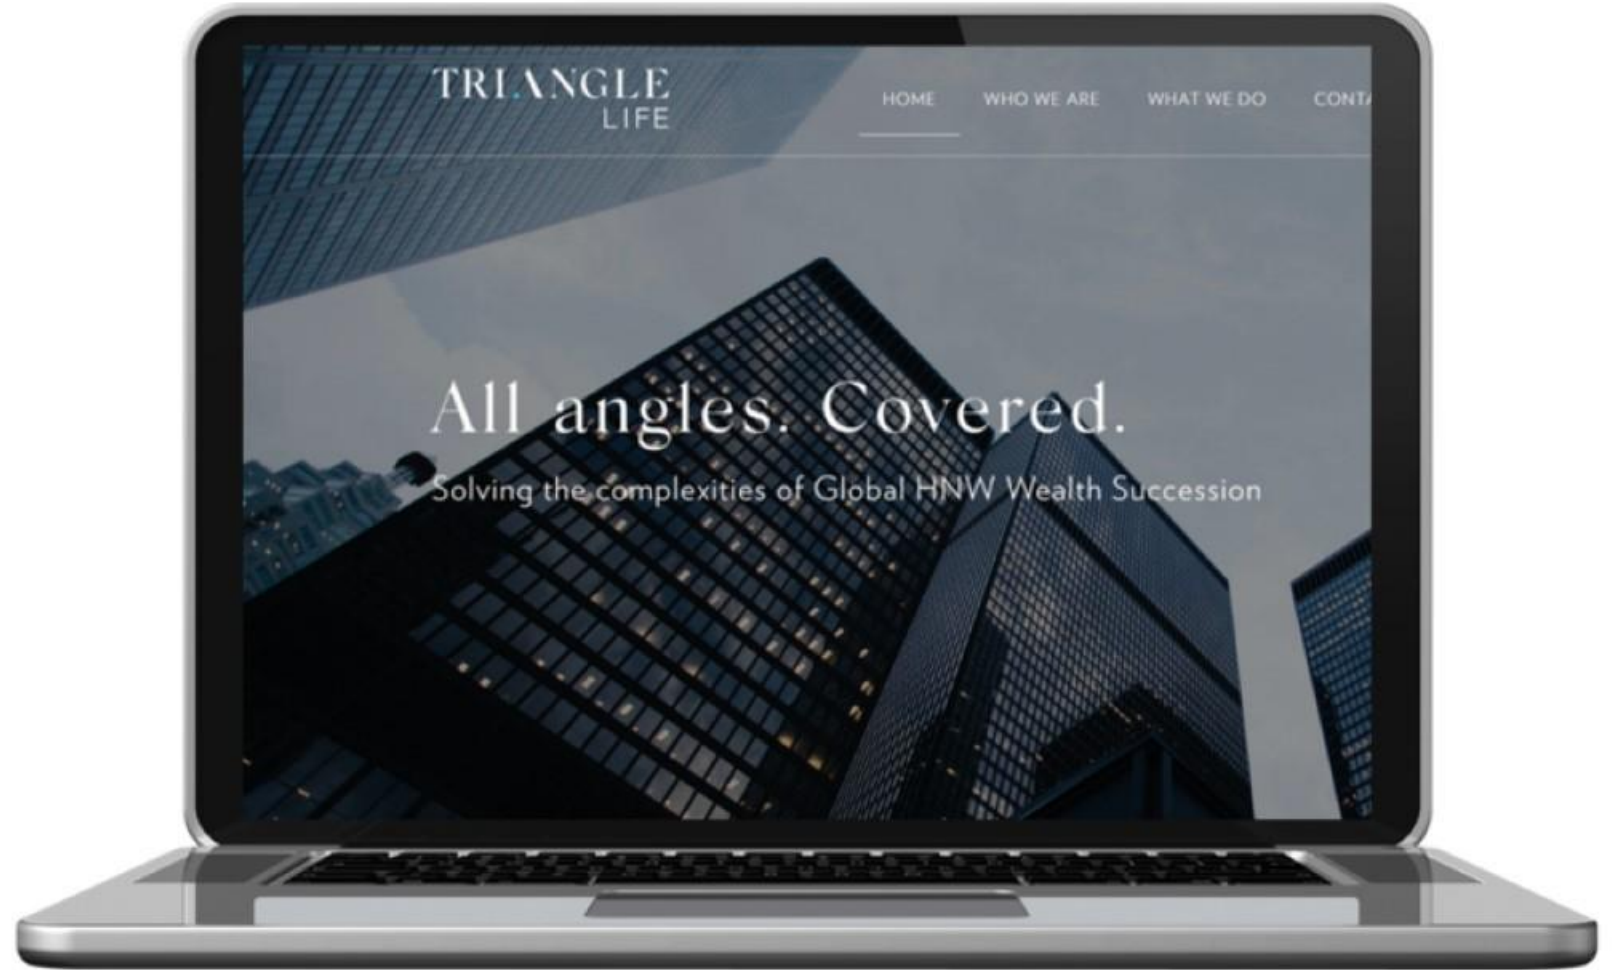 TRIANGLE
LIFE
HOME
WHO WE ARE
WHAT WE DO
CONTA
All angles. Covered.
Solving the complexities of Global HNW Wealth Succession